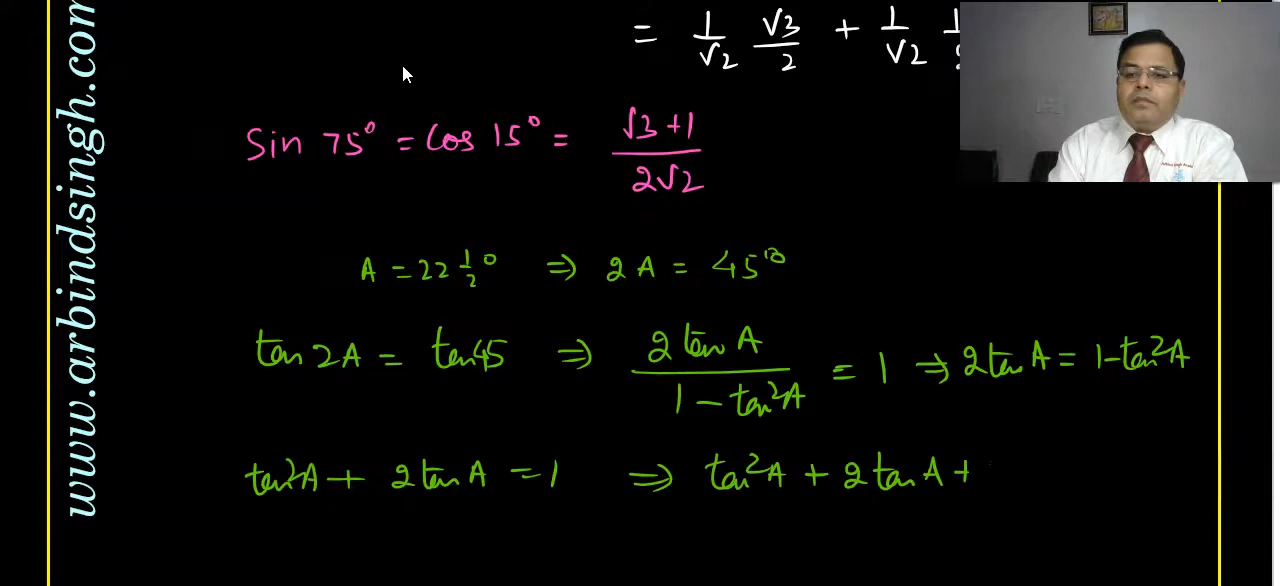 = 1/√2 √3/2 + 1/√2
Sin 75° = Cos 15° = √3+1 / 2√2
A = 22 1/2° ⇒ 2A = 45°
tan 2A = tan45 ⇒ 2 tan A / 1 – tan²A = 1 ⇒ 2tan A = 1–tan²A
tan²A + 2 tan A = 1 ⇒ tan²A + 2 tan A +
www.arbindsingh.com